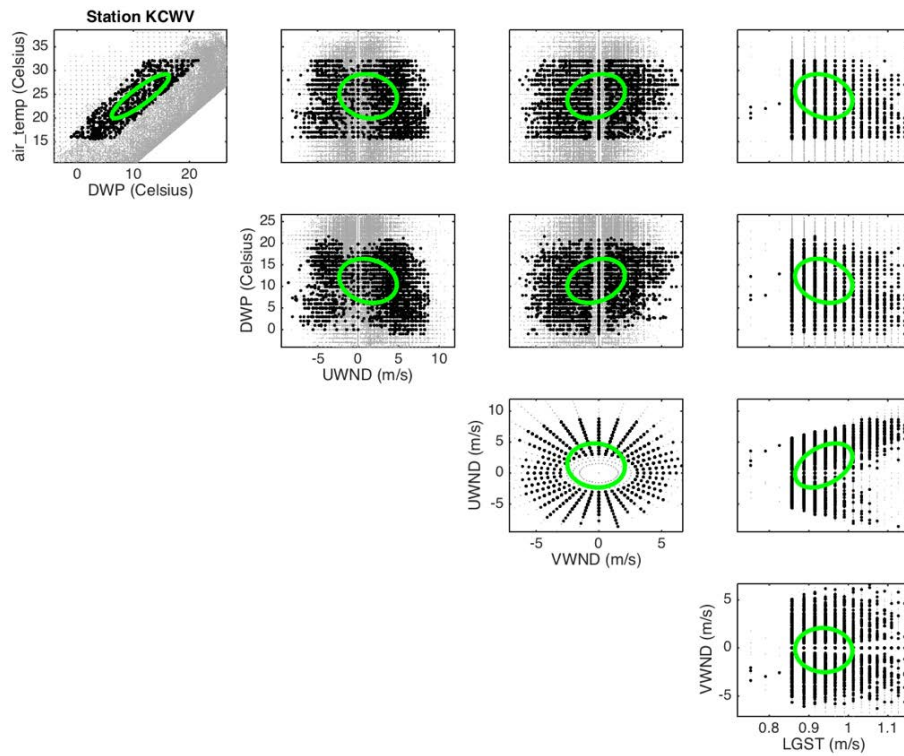 Station KCWV
35
30
25
20
15
air_temp (Celsius)
0 10 20
DWP (Celsius)
25
20
15
10
5
0
DWP (Celsius)
-5 0 5 10
UWND (m/s)
10
5
0
-5
UWND (m/s)
-5 0 5
VWND (m/s)
5
0
-5
VWND (m/s)
0.8 0.9 1 1.1
LGST (m/s)